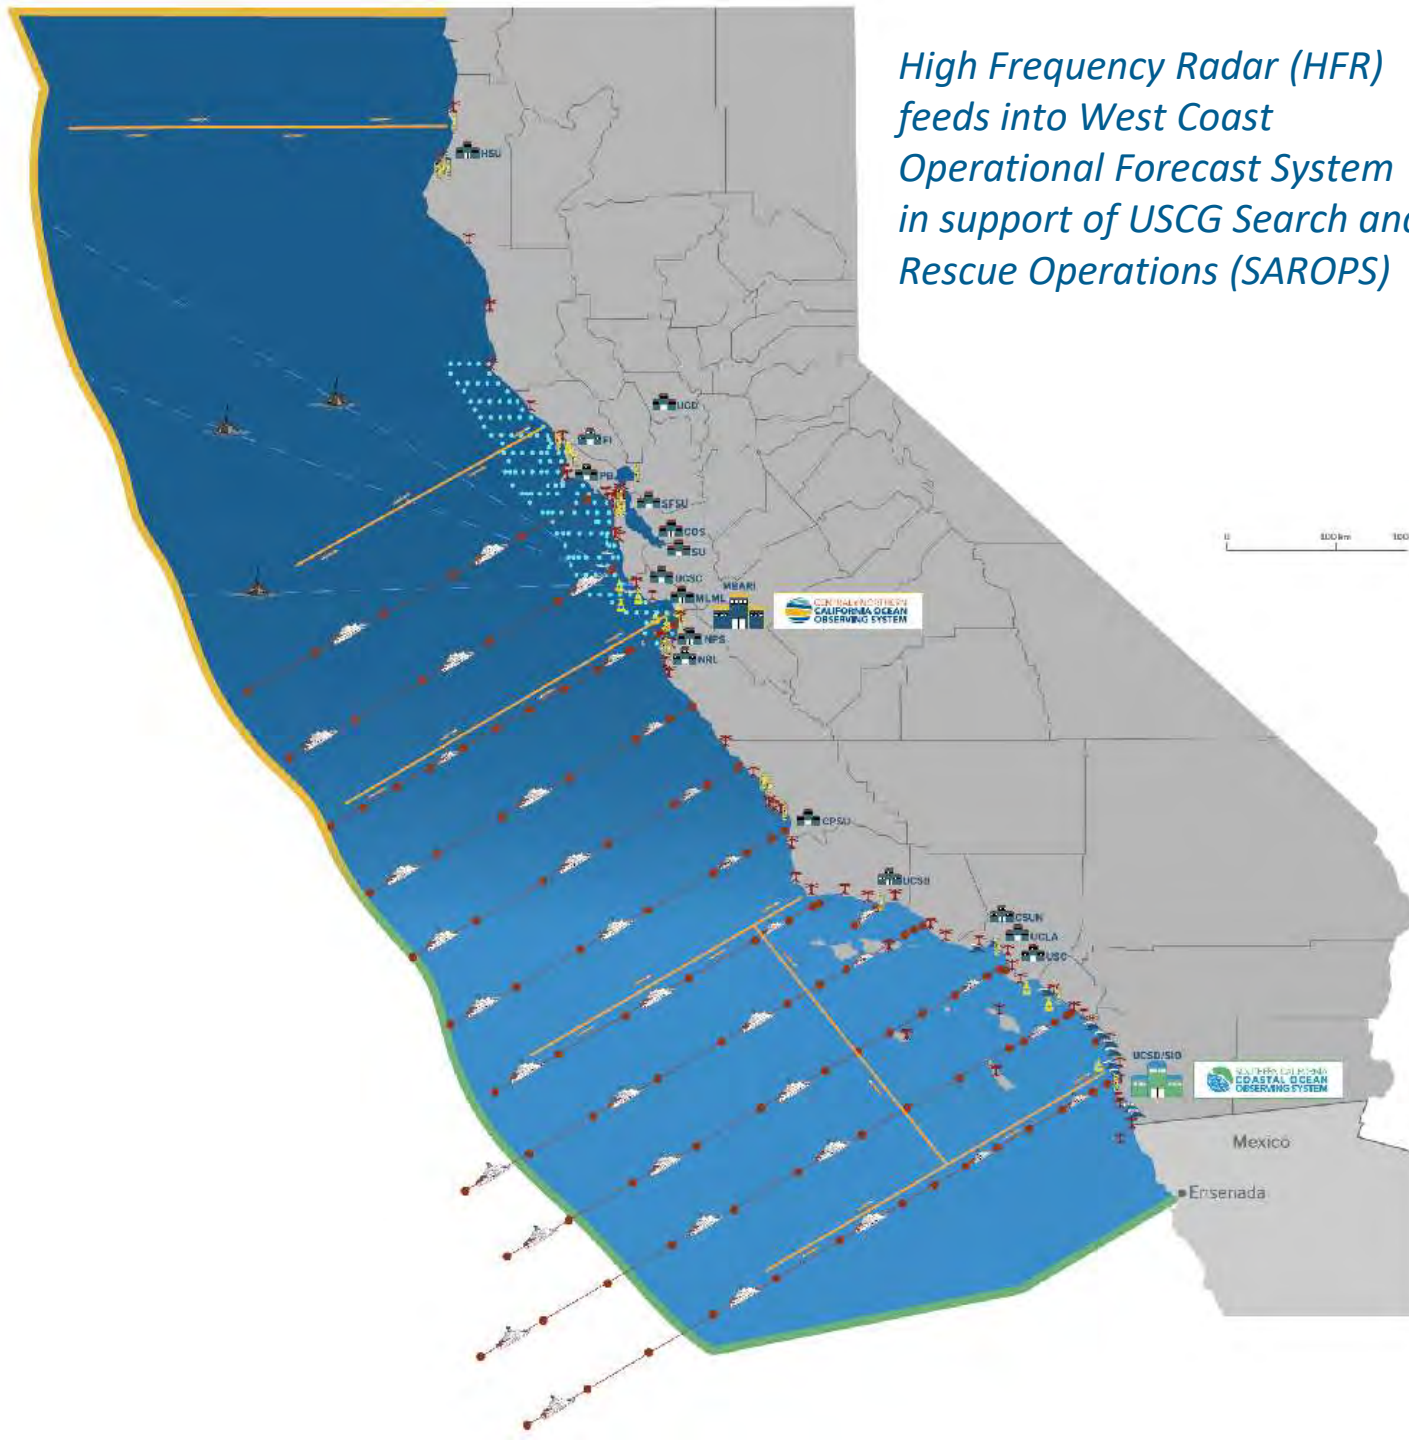 High Frequency Radar (HFR)
feeds into West Coast
Operational Forecast System
in support of USCG Search and
Rescue Operations (SAROPS)
HSU
UCD
PB
SFSU
COS
SU
UCSC
MBARI
MLML
CENTRAL & NORTHERN
CALIFORNIA OCEAN
OBSERVING SYSTEM
NPS
NRL
0 100 km
CPSU
UCSB
CSUN
UCLA
USC
UCSD/SIO
SOUTHERN CALIFORNIA
COASTAL OCEAN
OBSERVING SYSTEM
Mexico
Ensenada